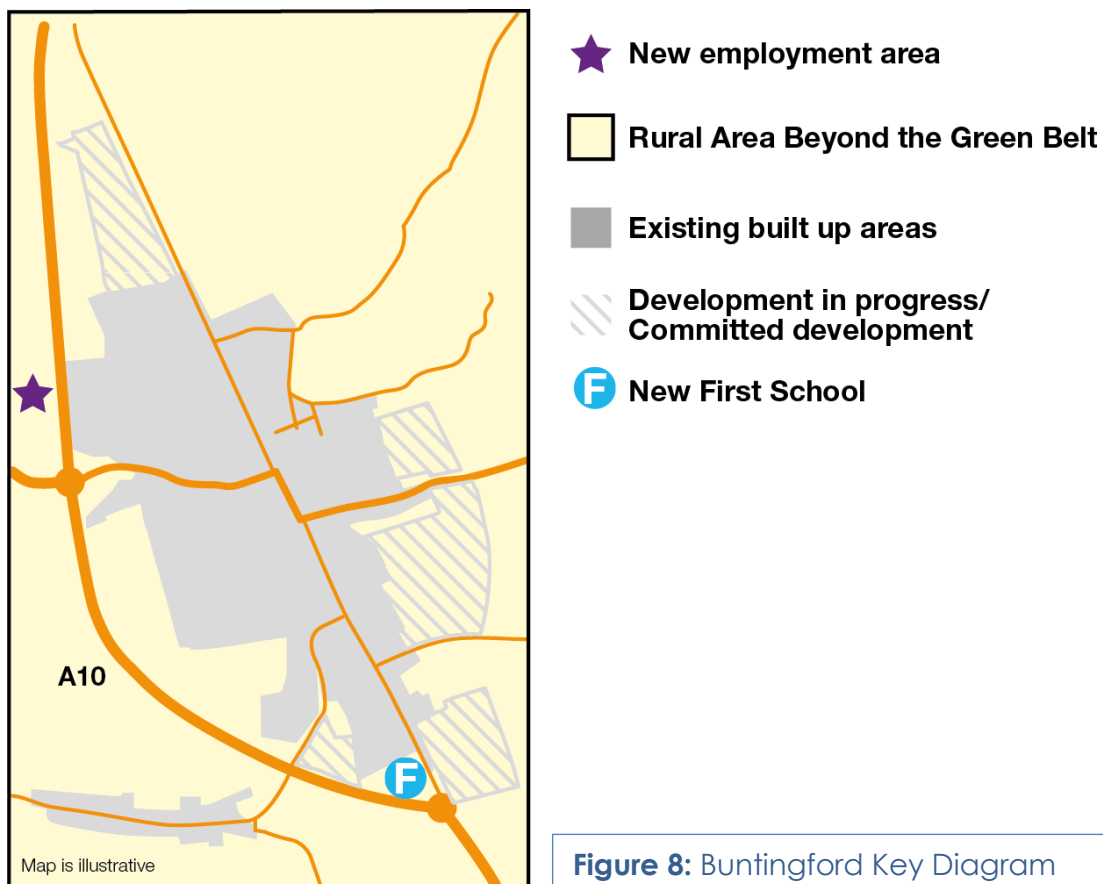 A10
F
Map is illustrative
New employment area
Rural Area Beyond the Green Belt
Existing built up areas
Development in progress/
Committed development
F New First School
Figure 8: Buntingford Key Diagram